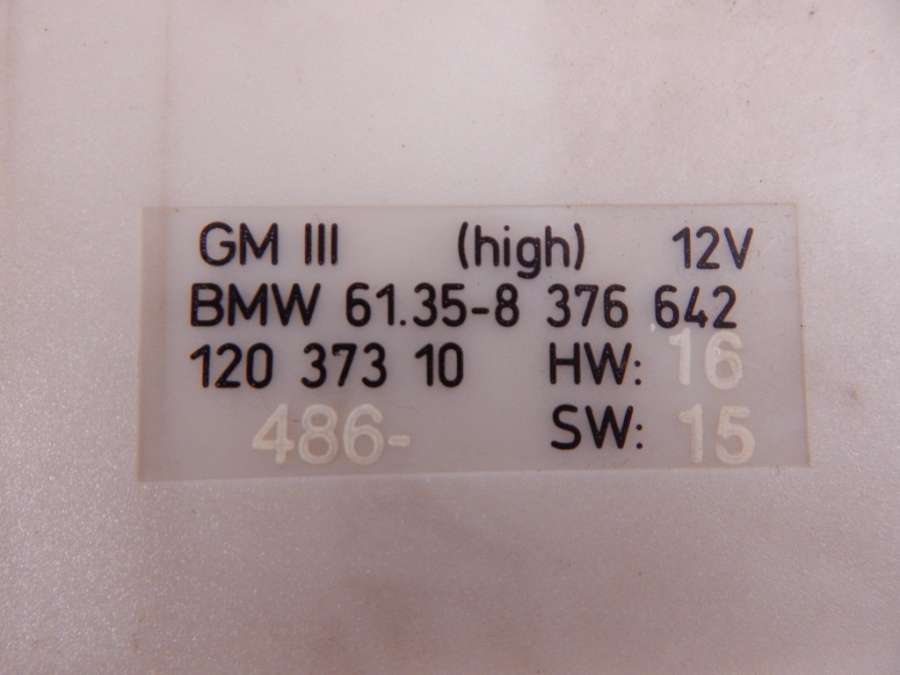 GM III (high) 12V
BMW 61.35-8 376 642
120 373 10 HW: 16
486- SW: 15